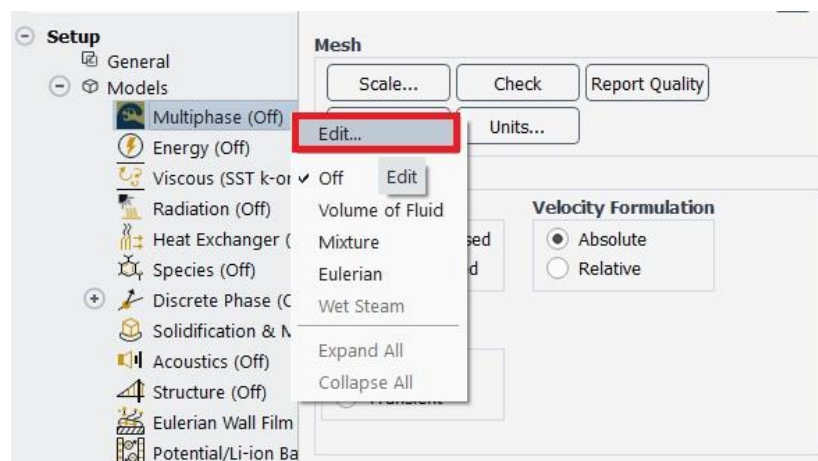 Setup
General
Models
Multiphase (Off)
Energy (Off)
Viscous (SST k-or
Radiation (Off)
Heat Exchanger (
Species (Off)
Discrete Phase (
Solidification & M
Acoustics (Off)
Structure (Off)
Eulerian Wall Film
Potential/Li-ion Ba
Mesh
Scale...
Check
Report Quality
Units...
Edit...
Off
Edit
Volume of Fluid
Mixture
Eulerian
Wet Steam
Expand All
Collapse All
Velocity Formulation
Absolute
Relative